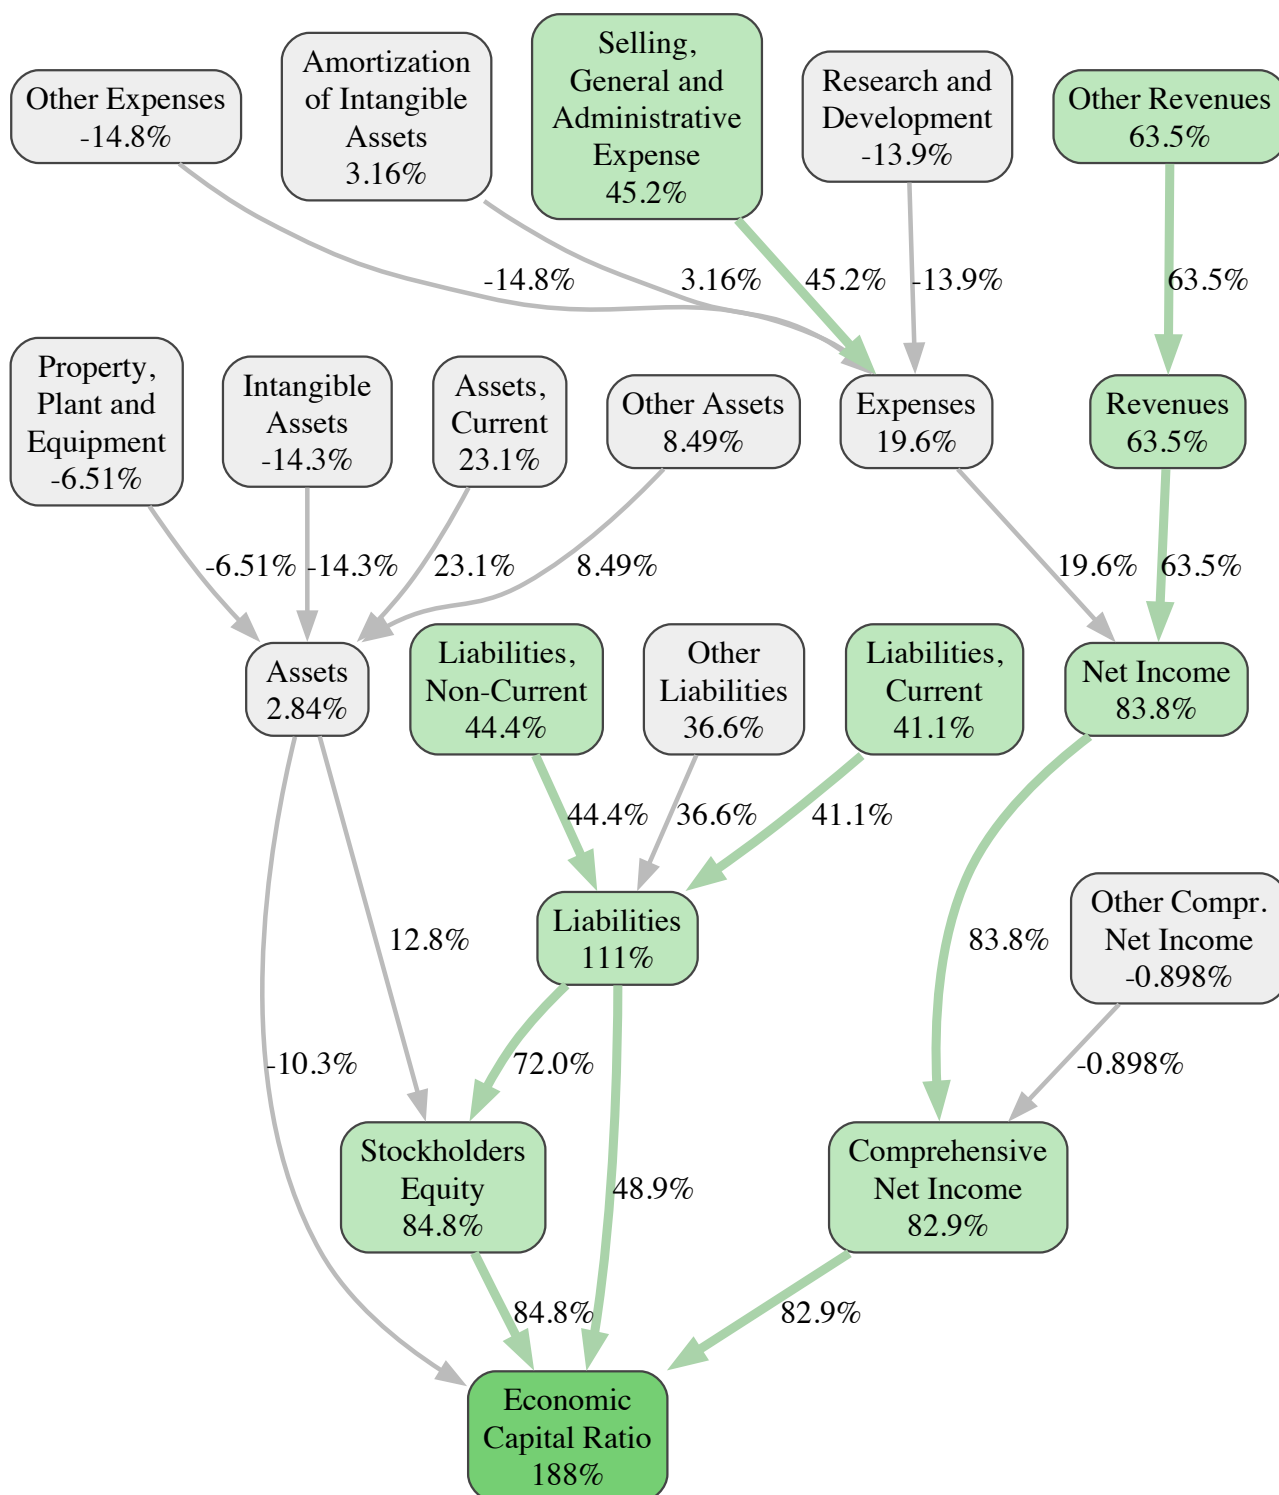 Other Expenses
-14.8%
Amortization
of Intangible
Assets
3.16%
Selling,
General and
Administrative
Expense
45.2%
Research and
Development
-13.9%
Other Revenues
63.5%
-14.8%
3.16%
45.2%
-13.9%
63.5%
Property,
Plant and
Equipment
-6.51%
Intangible
Assets
-14.3%
Assets,
Current
23.1%
Other Assets
8.49%
Expenses
19.6%
Revenues
63.5%
-6.51%
-14.3%
23.1%
8.49%
19.6%
63.5%
Assets
2.84%
Liabilities,
Non-Current
44.4%
Other
Liabilities
36.6%
Liabilities,
Current
41.1%
Net Income
83.8%
44.4%
36.6%
41.1%
Liabilities
111%
12.8%
83.8%
Other Compr.
Net Income
-0.898%
-10.3%
72.0%
-0.898%
Stockholders
Equity
84.8%
48.9%
Comprehensive
Net Income
82.9%
84.8%
82.9%
Economic
Capital Ratio
188%